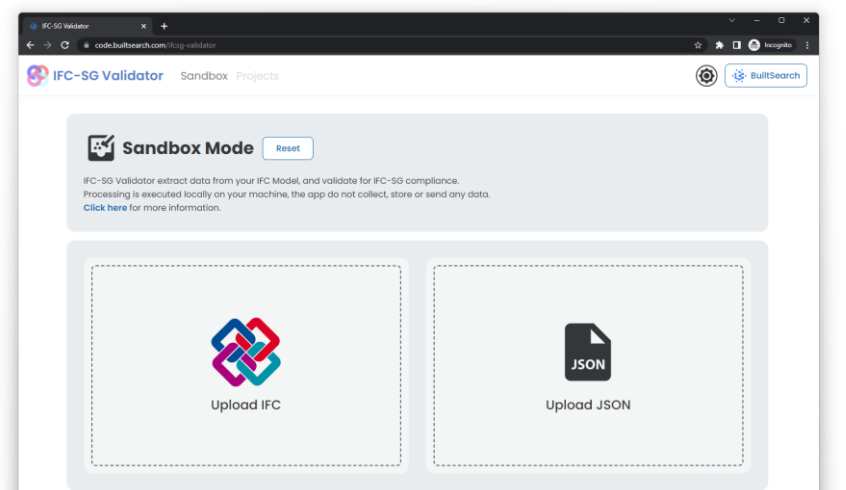 IFC-SG Validator
code.builtsearch.com/ifcsg-validator
Incognito
IFC-SG Validator Sandbox Projects BuiltSearch
Sandbox Mode Reset
IFC-SG Validator extract data from your IFC Model, and validate for IFC-SG compliance.
Processing is executed locally on your machine, the app do not collect, store or send any data.
Click here for more information.
Upload IFC
JSON
Upload JSON